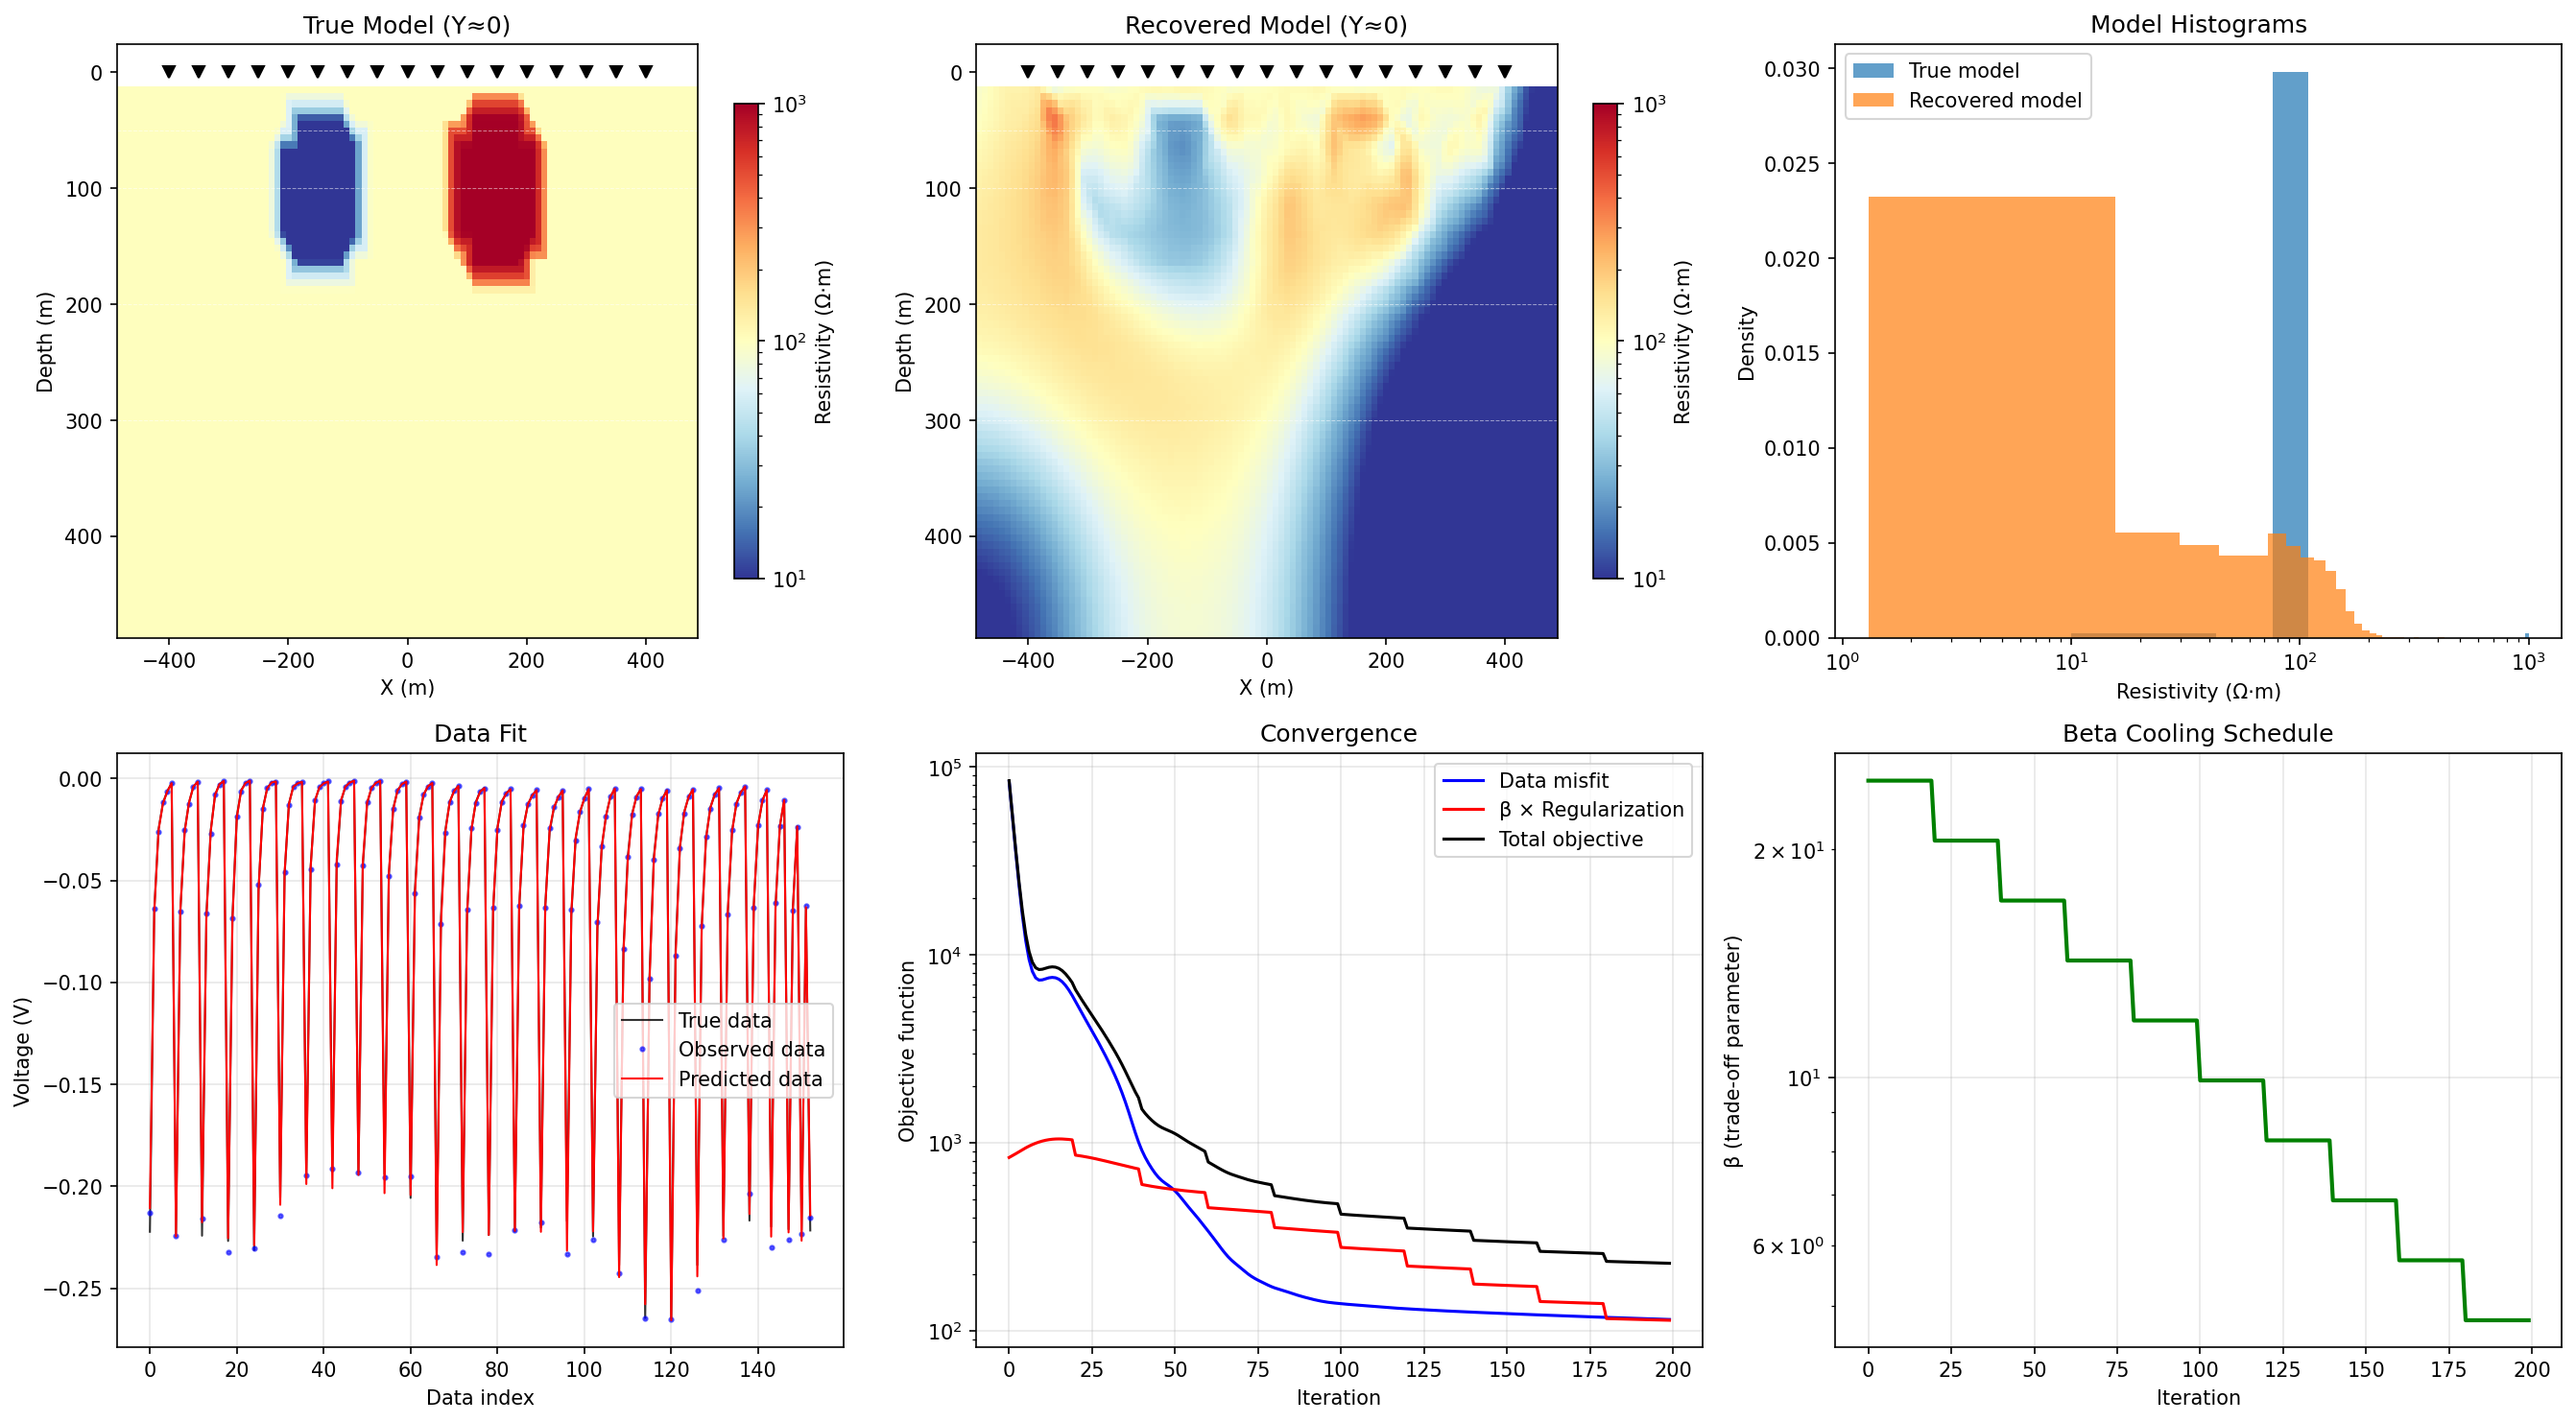 True Model (Y≈0)
0
100
200
300
400
Depth (m)
−400 −200 0 200 400
X (m)
10³
10²
10¹
Resistivity (Ω·m)
Recovered Model (Y≈0)
0
100
200
300
400
Depth (m)
−400 −200 0 200 400
X (m)
10³
10²
10¹
Resistivity (Ω·m)
Model Histograms
True model
Recovered model
0.030
0.025
0.020
0.015
0.010
0.005
0.000
Density
10⁰ 10¹ 10² 10³
Resistivity (Ω·m)
Data Fit
0.00
−0.05
−0.10
−0.15
−0.20
−0.25
Voltage (V)
True data
Observed data
Predicted data
0 20 40 60 80 100 120 140
Data index
Convergence
10⁵
10⁴
10³
10²
Objective function
Data misfit
β × Regularization
Total objective
0 25 50 75 100 125 150 175 200
Iteration
Beta Cooling Schedule
2 × 10¹
10¹
6 × 10⁰
β (trade-off parameter)
0 25 50 75 100 125 150 175 200
Iteration